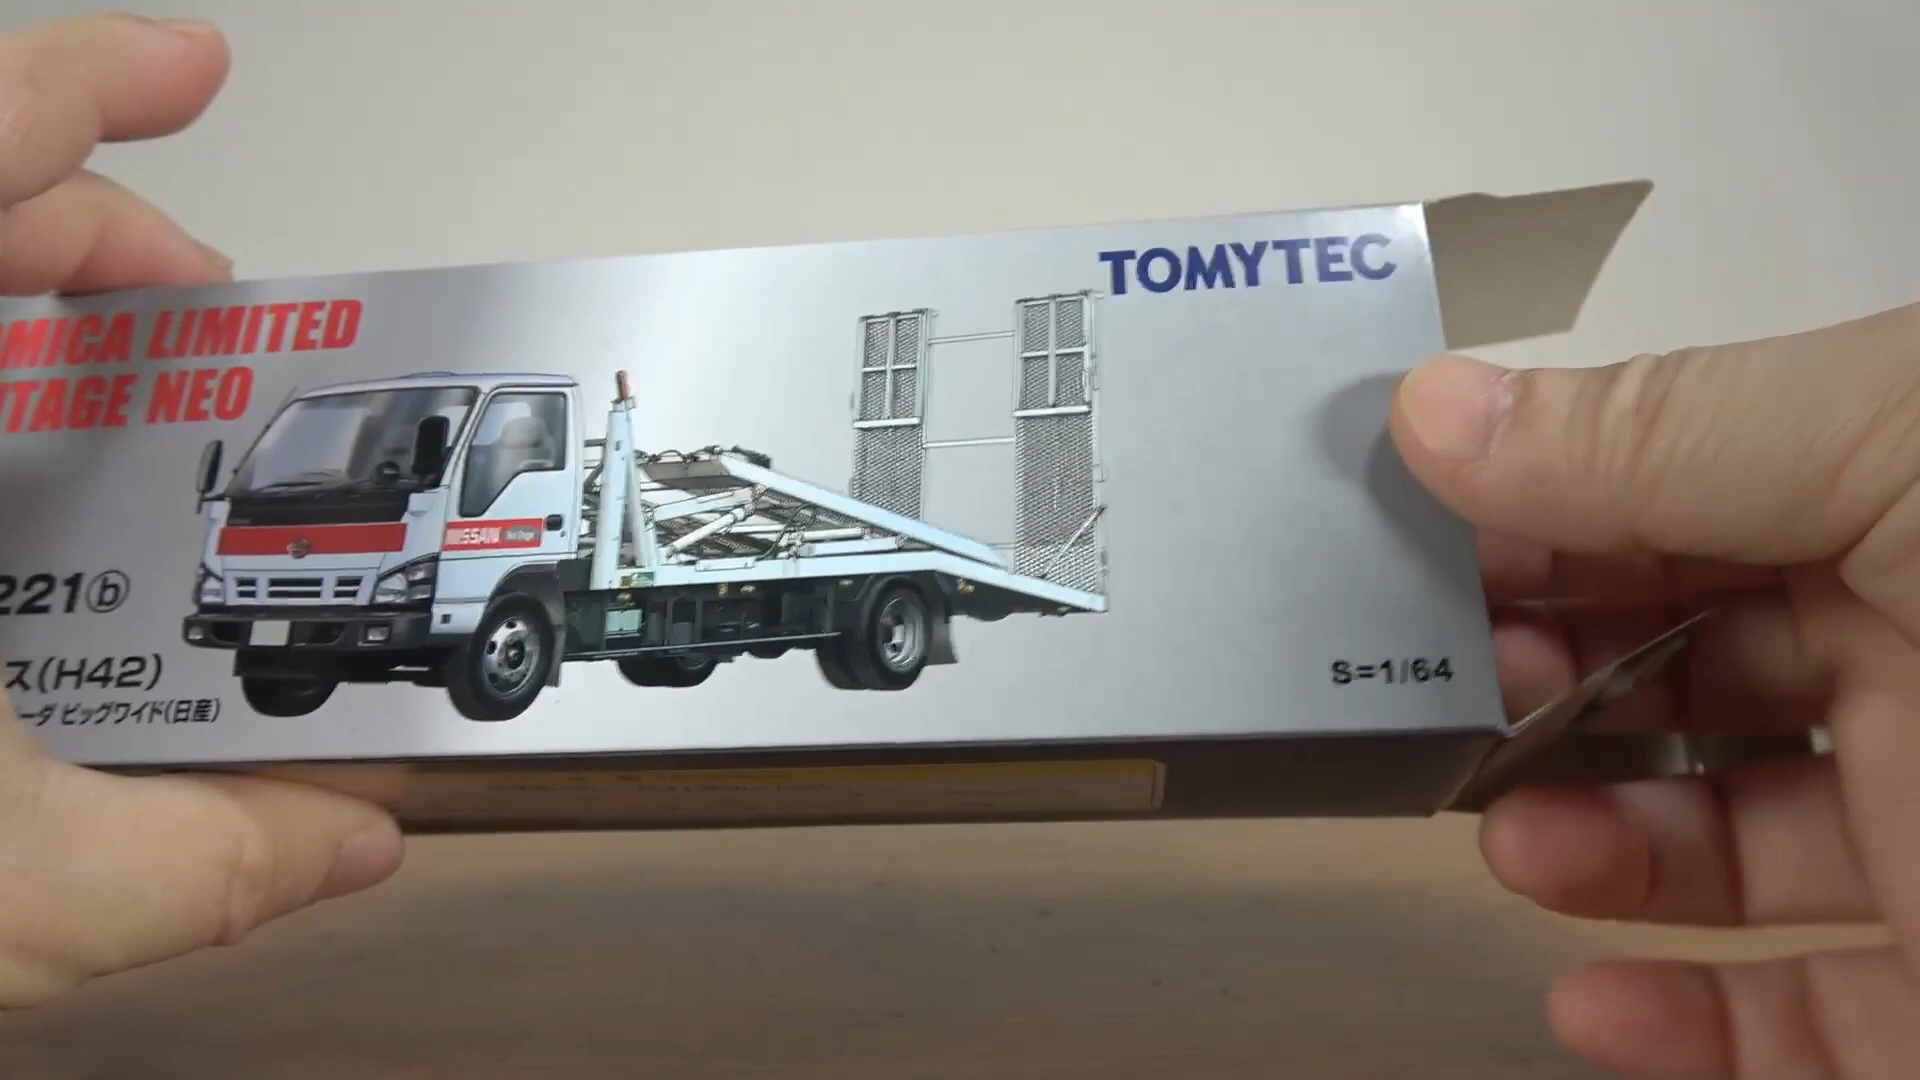 TOMYTEC
OMICA LIMITED
NTAGE NEO
NISSAN
221ⓑ
ス(H42)
ーダ ビッグワイド(日産)
S=1/64